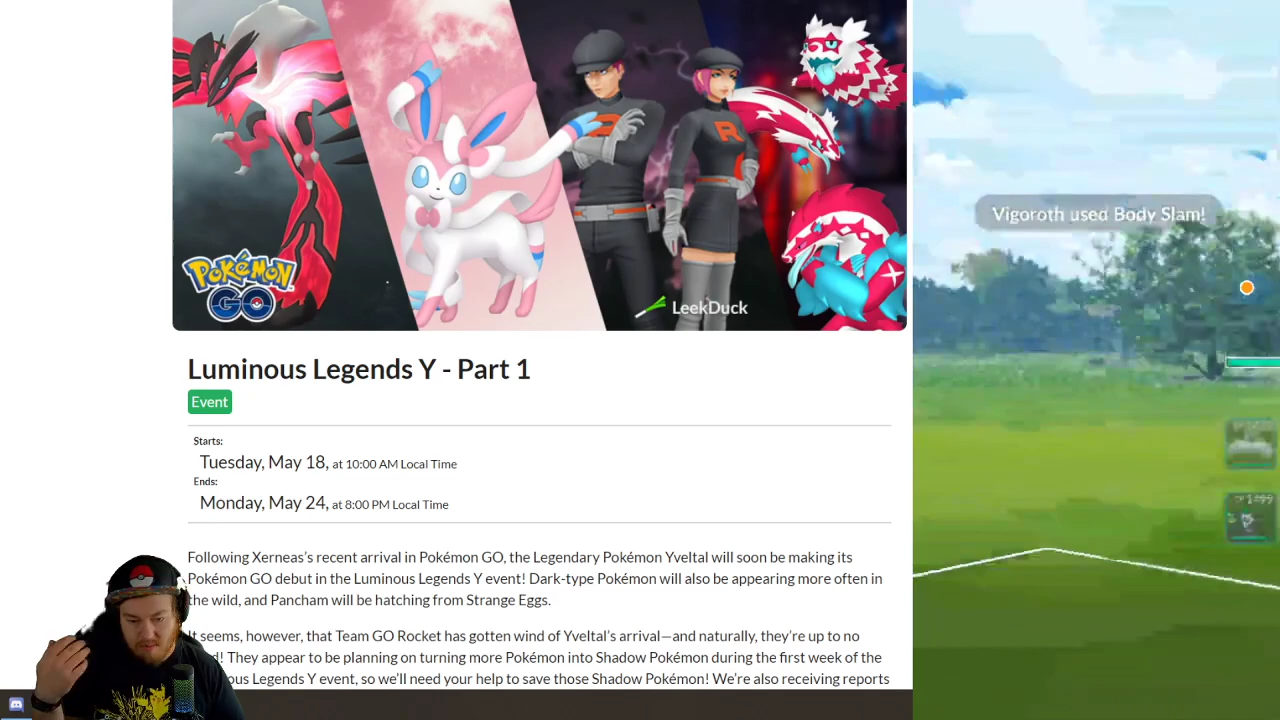 POKÉMON
GO
R
LeekDuck
Vigoroth used Body Slam!
Luminous Legends Y - Part 1
Event
Starts:
Tuesday, May 18, at 10:00 AM Local Time
Ends:
Monday, May 24, at 8:00 PM Local Time
Following Xerneas's recent arrival in Pokémon GO, the Legendary Pokémon Yveltal will soon be making its
Pokémon GO debut in the Luminous Legends Y event! Dark-type Pokémon will also be appearing more often in
the wild, and Pancham will be hatching from Strange Eggs.
It seems, however, that Team GO Rocket has gotten wind of Yveltal's arrival—and naturally, they're up to no
! They appear to be planning on turning more Pokémon into Shadow Pokémon during the first week of the
Legends Y event, so we'll need your help to save those Shadow Pokémon! We're also receiving reports